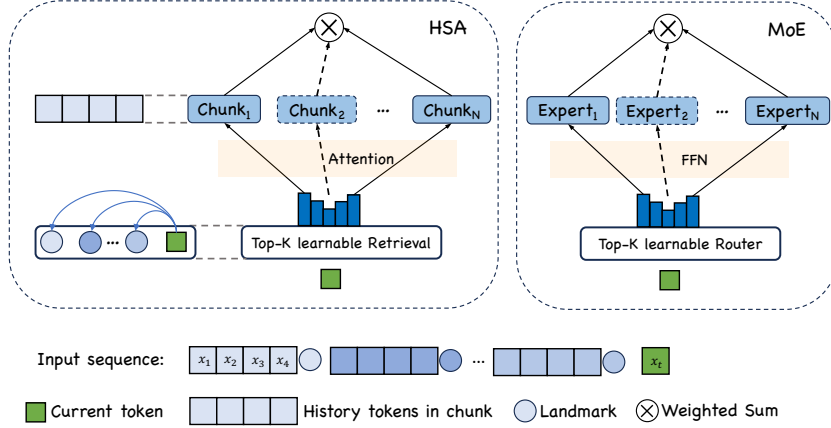 HSA
MoE
Chunk1 Chunk2 ... ChunkN
Expert1 Expert2 ... ExpertN
Attention
FFN
...
Top-K learnable Retrieval
Top-K learnable Router
Input sequence: x1 x2 x3 x4 ... xt
Current token History tokens in chunk Landmark Weighted Sum